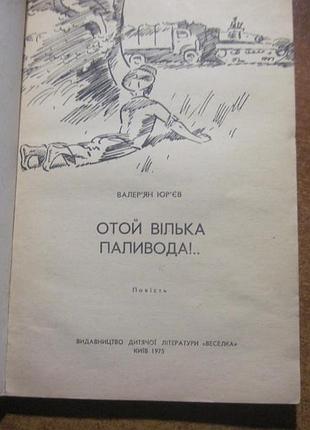 ВАЛЕР'ЯН ЮР'ЄВ
ОТОЙ ВІЛЬКА
ПАЛИВОДА!..
Повість
ВИДАВНИЦТВО ДИТЯЧОЇ ЛІТЕРАТУРИ «ВЕСЕЛКА»
КИЇВ 1975